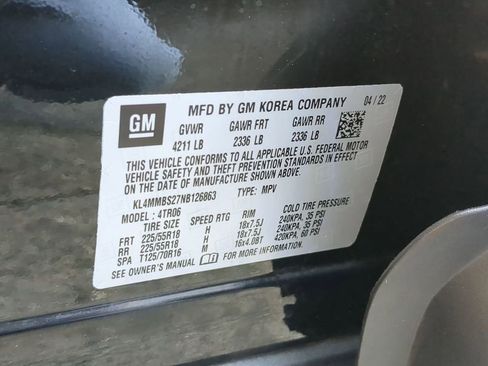 GM
MFD BY GM KOREA COMPANY 04 / 22
GVWR GAWR FRT GAWR RR
4211 LB 2336 LB 2336 LB
THIS VEHICLE CONFORMS TO ALL APPLICABLE U.S. FEDERAL MOTOR
VEHICLE SAFETY AND THEFT PREVENTION STANDARDS IN EFFECT
ON THE DATE OF MANUFACTURE SHOWN ABOVE.
KL4MMBS27NB126863 TYPE: MPV
MODEL: 4TR06
TIRE SIZE SPEED RTG RIM COLD TIRE PRESSURE
FRT 225/55R18 H 18x7.5J 240KPA, 35 PSI
RR 225/55R18 H 18x7.5J 240KPA, 35 PSI
SPA T125/70R16 M 16x4.0BT 420KPA, 60 PSI
SEE OWNER'S MANUAL FOR MORE INFORMATION.